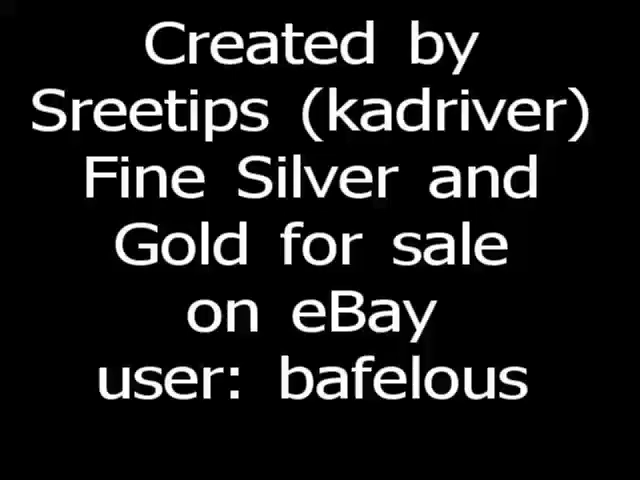 Created by
Sreetips (kadriver)
Fine Silver and
Gold for sale
on eBay
user: bafelous